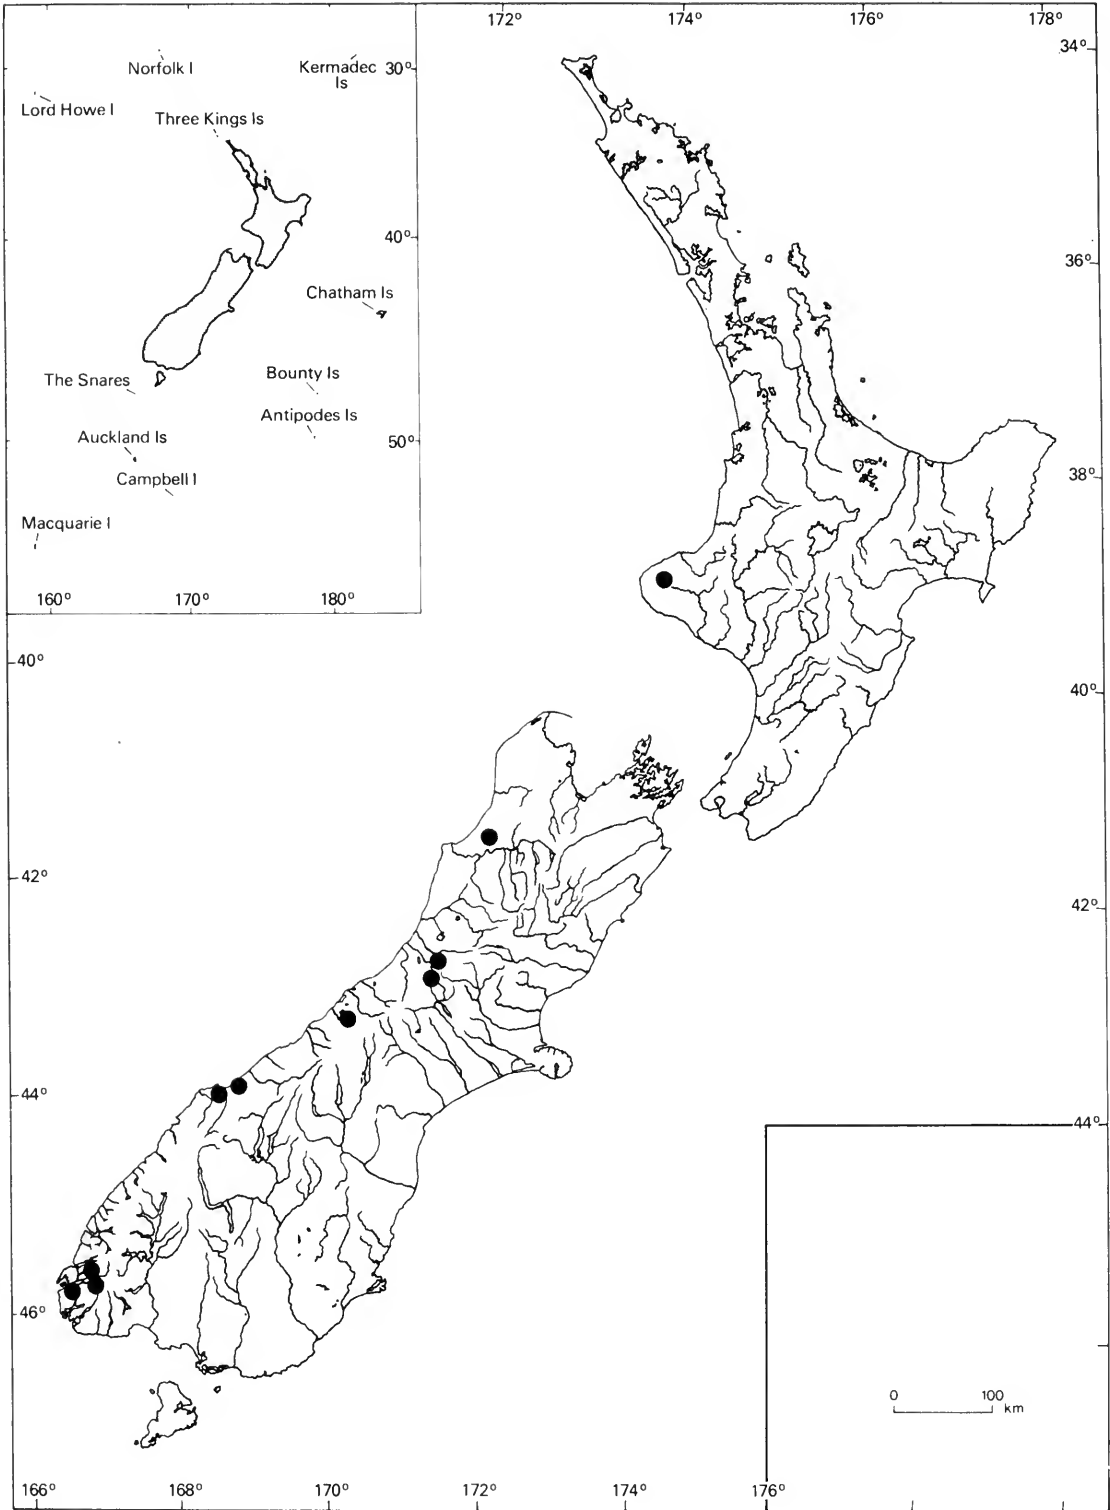 172°
174°
176°
178°
34°
Norfolk I
Kermadec
Is
30°
Lord Howe I
Three Kings Is
40°
36°
Chatham Is
The Snares
Bounty Is
Antipodes Is
Auckland Is
50°
Campbell I
38°
Macquarie I
160°
170°
180°
40°
40°
42°
42°
44°
44°
46°
0
100
km
166°
168°
170°
172°
174°
176°